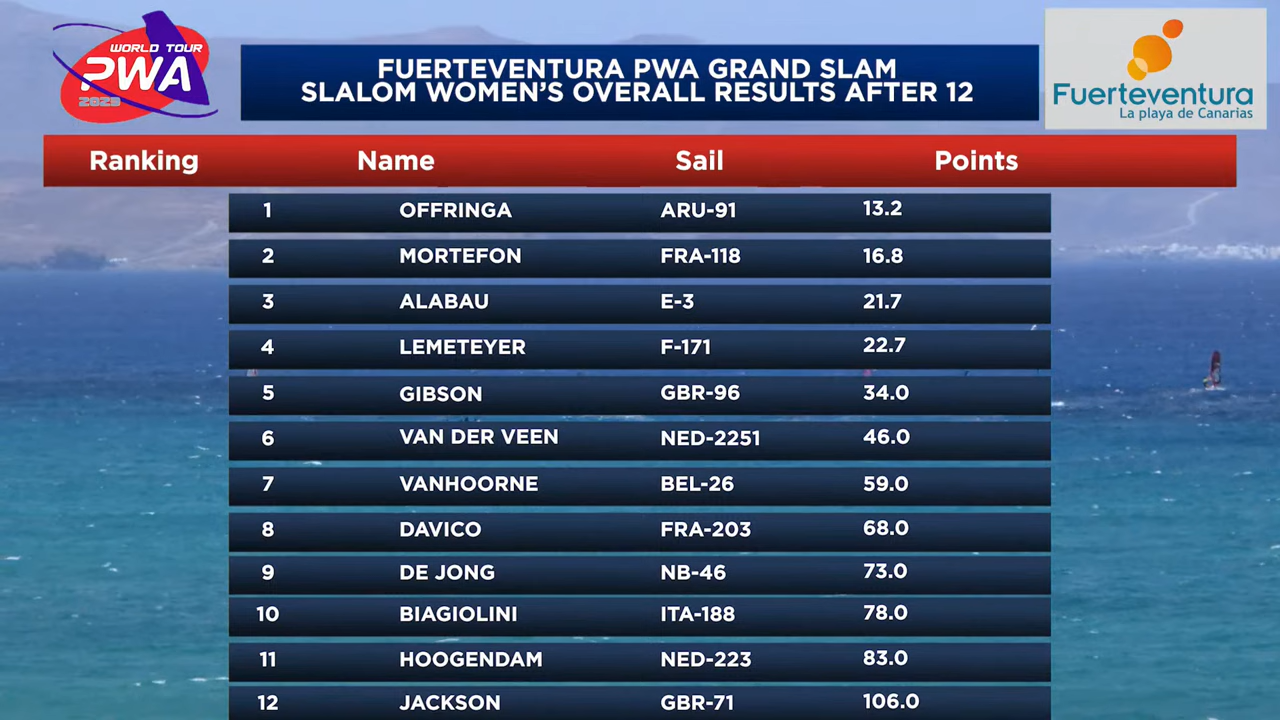 WORLD TOUR
PWA
FUERTEVENTURA PWA GRAND SLAM
SLALOM WOMEN'S OVERALL RESULTS AFTER 12
Fuerteventura
La playa de Canarias
Ranking Name Sail Points
1 OFFRINGA ARU-91 13.2
2 MORTEFON FRA-118 16.8
3 ALABAU E-3 21.7
4 LEMETEYER F-171 22.7
5 GIBSON GBR-96 34.0
6 VAN DER VEEN NED-2251 46.0
7 VANHOORNE BEL-26 59.0
8 DAVICO FRA-203 68.0
9 DE JONG NB-46 73.0
10 BIAGIOLINI ITA-188 78.0
11 HOOGENDAM NED-223 83.0
12 JACKSON GBR-71 106.0